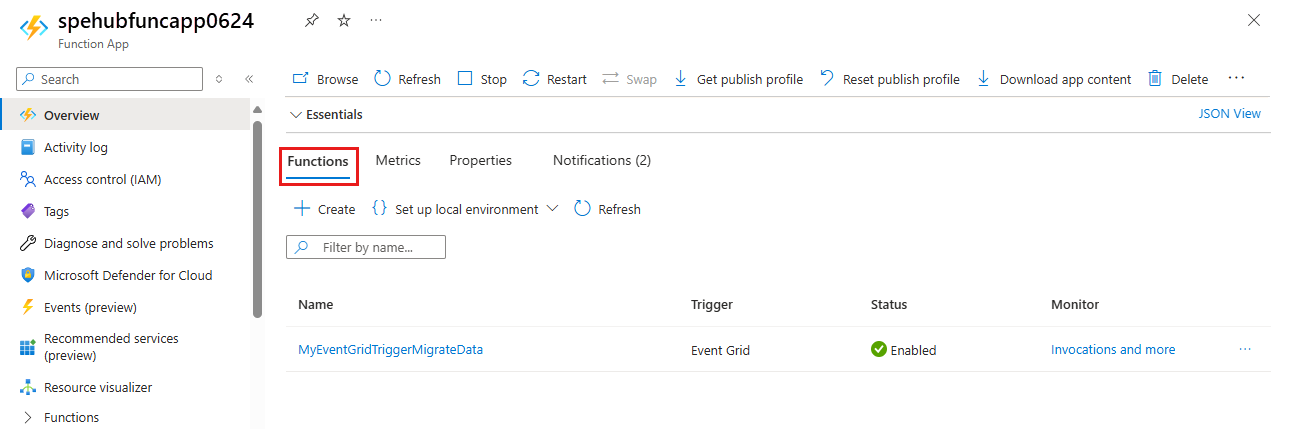 spehubfuncapp0624
Function App
Search
Overview
Activity log
Access control (IAM)
Tags
Diagnose and solve problems
Microsoft Defender for Cloud
Events (preview)
Recommended services
(preview)
Resource visualizer
Functions
Browse Refresh Stop Restart Swap Get publish profile Reset publish profile Download app content Delete
Essentials JSON View
Functions Metrics Properties Notifications (2)
Create Set up local environment Refresh
Filter by name...
Name Trigger Status Monitor
MyEventGridTriggerMigrateData Event Grid Enabled Invocations and more